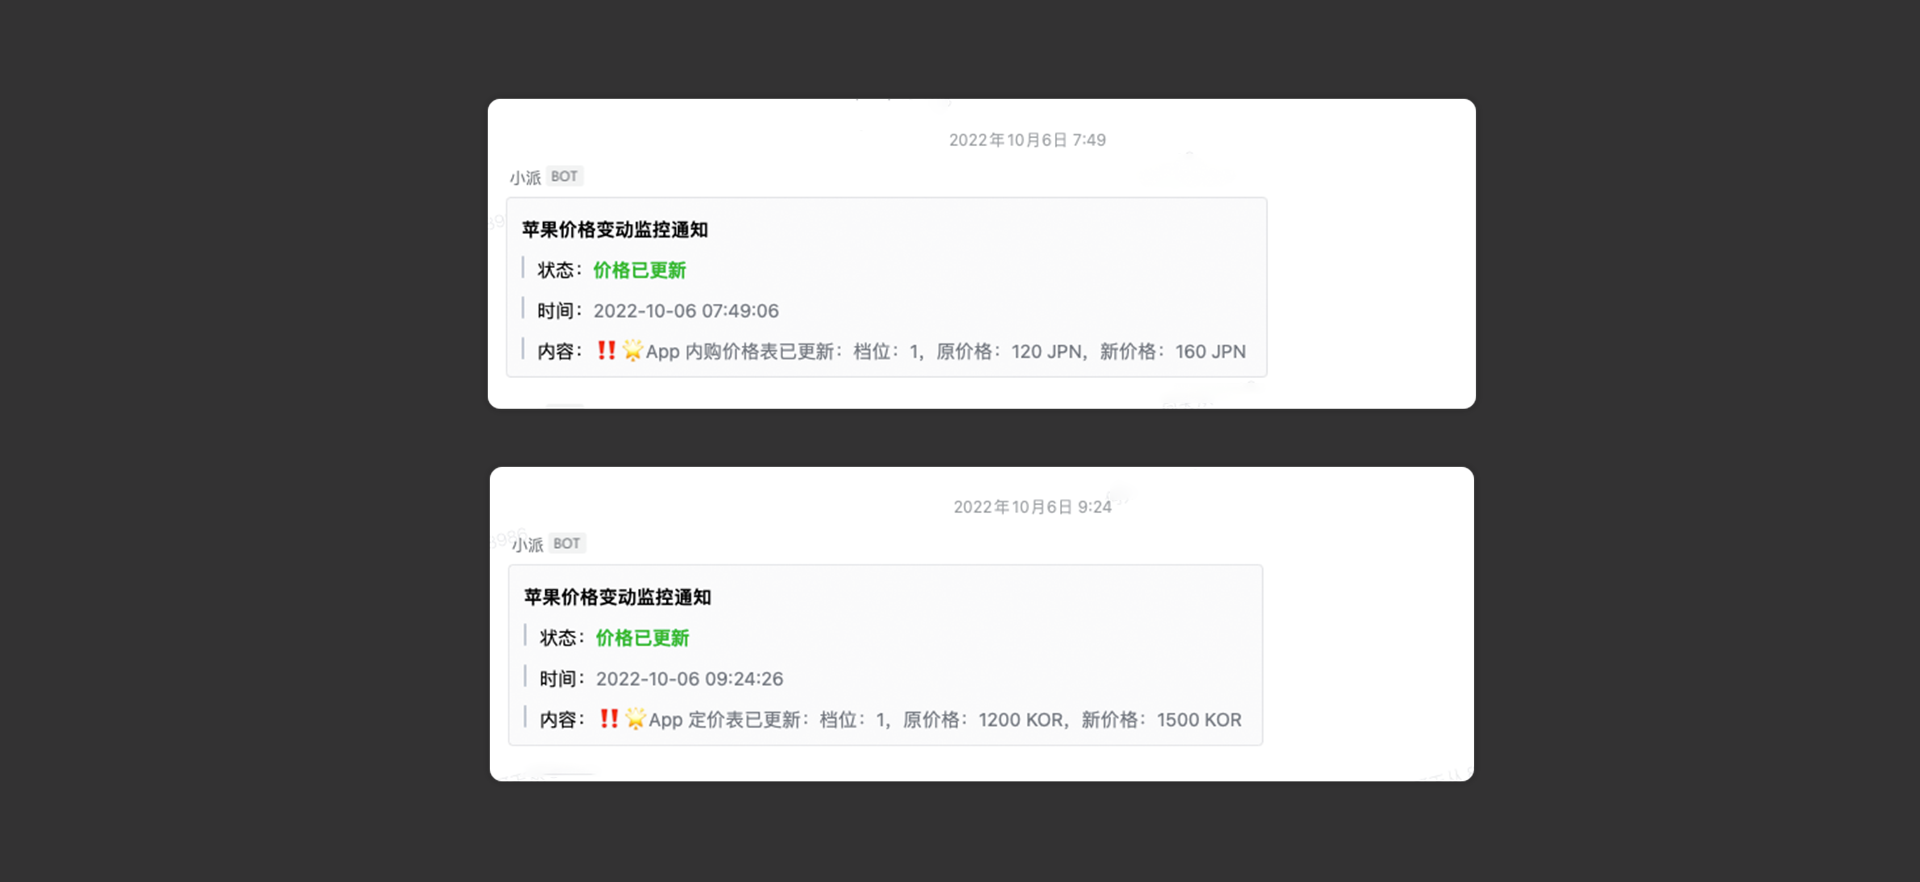 2022年10月6日 7:49
小派 BOT
苹果价格变动监控通知
状态：价格已更新
时间：2022-10-06 07:49:06
内容：‼️🌟App 内购价格表已更新：档位：1，原价格：120 JPN，新价格：160 JPN
2022年10月6日 9:24
小派 BOT
苹果价格变动监控通知
状态：价格已更新
时间：2022-10-06 09:24:26
内容：‼️🌟App 定价表已更新：档位：1，原价格：1200 KOR，新价格：1500 KOR